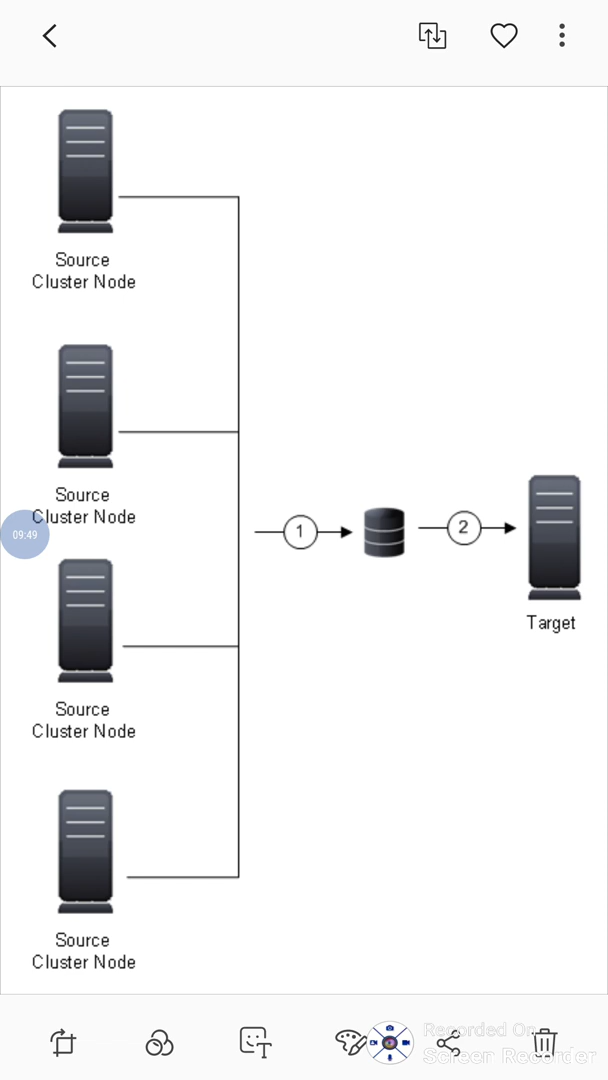 Source
Cluster Node
Source
Cluster Node
09:49
1
2
Target
Source
Cluster Node
Source
Cluster Node
T
Recorded On
Screen Recorder